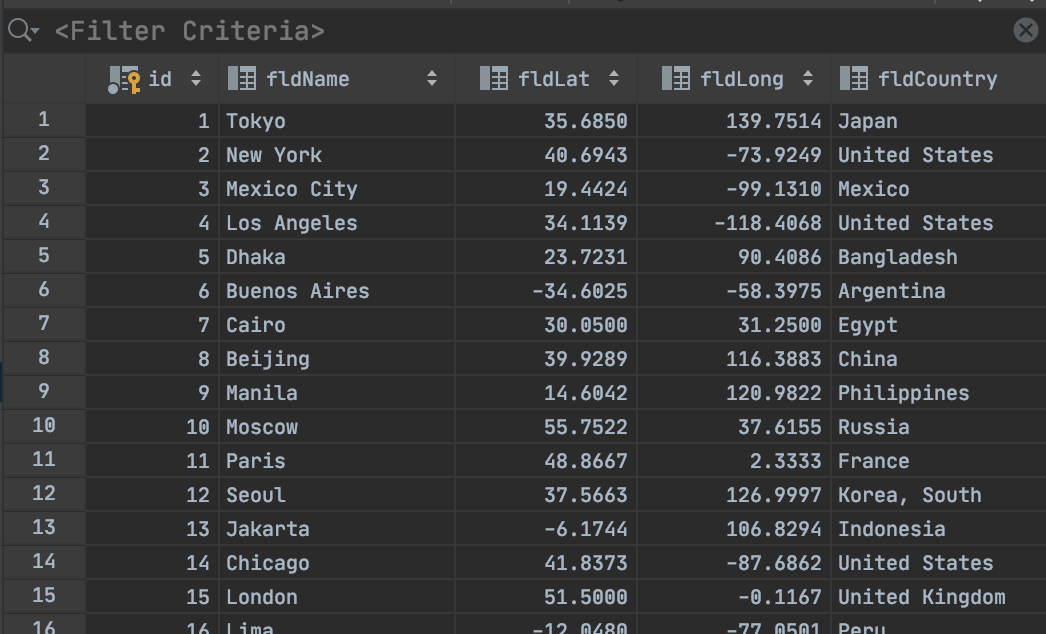 <Filter Criteria>
id fldName fldLat fldLong fldCountry
1 1 Tokyo 35.6850 139.7514 Japan
2 2 New York 40.6943 -73.9249 United States
3 3 Mexico City 19.4424 -99.1310 Mexico
4 4 Los Angeles 34.1139 -118.4068 United States
5 5 Dhaka 23.7231 90.4086 Bangladesh
6 6 Buenos Aires -34.6025 -58.3975 Argentina
7 7 Cairo 30.0500 31.2500 Egypt
8 8 Beijing 39.9289 116.3883 China
9 9 Manila 14.6042 120.9822 Philippines
10 10 Moscow 55.7522 37.6155 Russia
11 11 Paris 48.8667 2.3333 France
12 12 Seoul 37.5663 126.9997 Korea, South
13 13 Jakarta -6.1744 106.8294 Indonesia
14 14 Chicago 41.8373 -87.6862 United States
15 15 London 51.5000 -0.1167 United Kingdom
16 16 Lima -12.0480 -77.0501 Peru